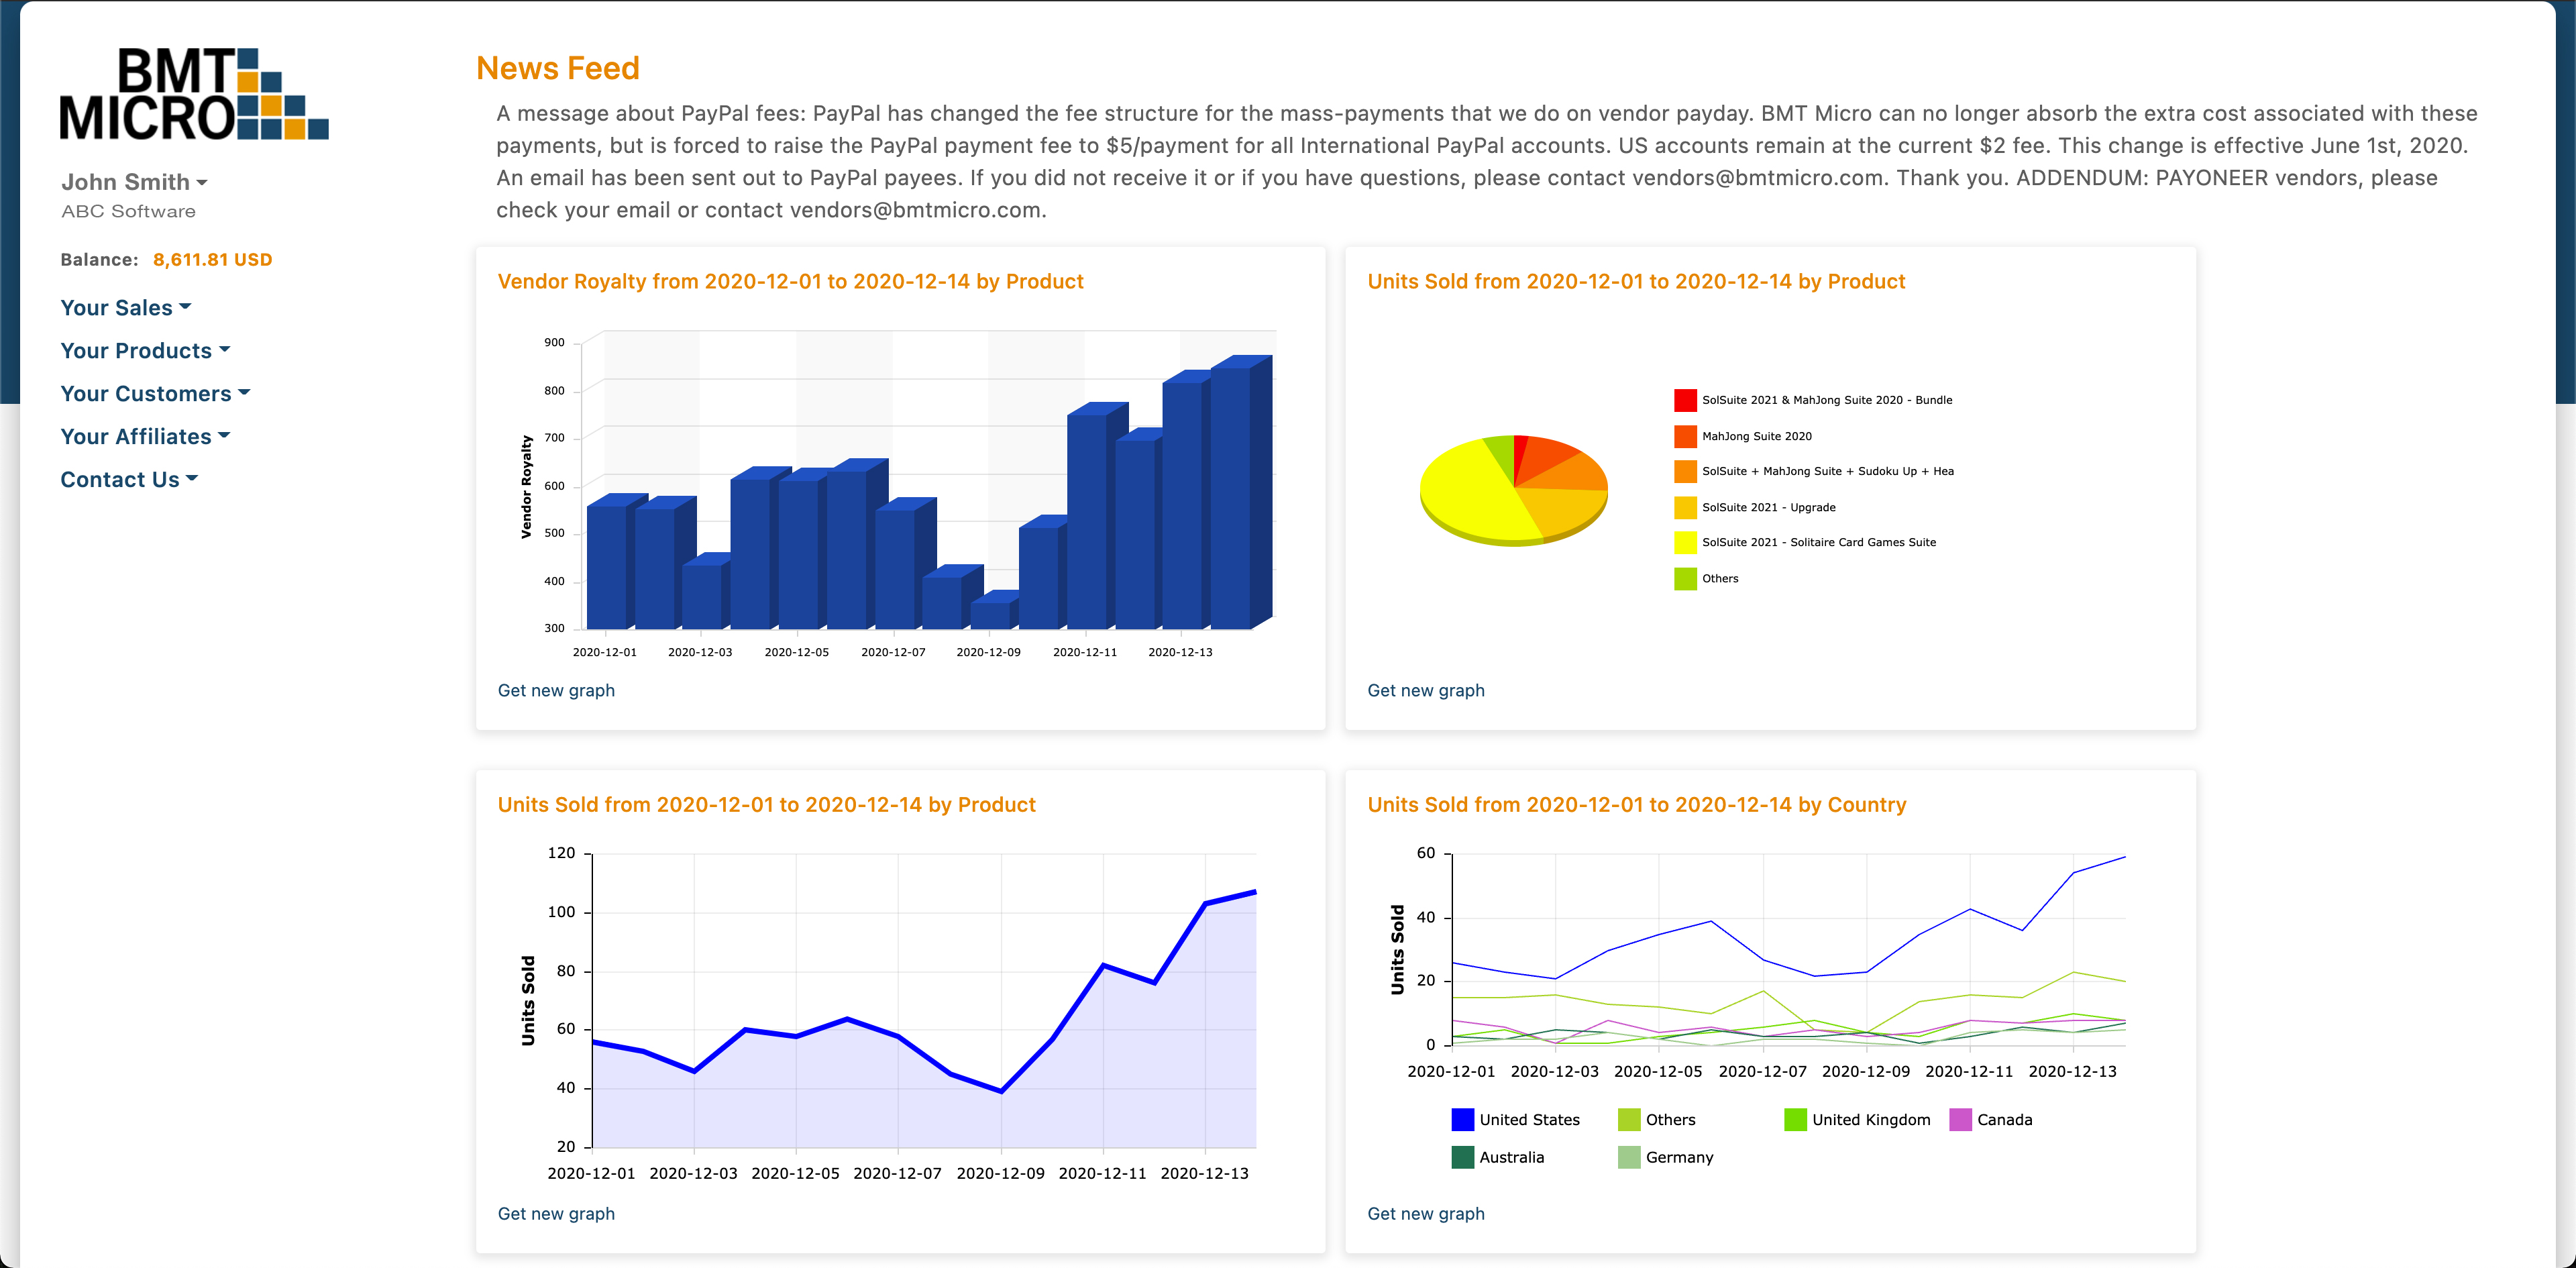 BMT
MICRO
John Smith
ABC Software
Balance: 8,611.81 USD
Your Sales
Your Products
Your Customers
Your Affiliates
Contact Us
News Feed
A message about PayPal fees: PayPal has changed the fee structure for the mass-payments that we do on vendor payday. BMT Micro can no longer absorb the extra cost associated with these
payments, but is forced to raise the PayPal payment fee to $5/payment for all International PayPal accounts. US accounts remain at the current $2 fee. This change is effective June 1st, 2020.
An email has been sent out to PayPal payees. If you did not receive it or if you have questions, please contact vendors@bmtmicro.com. Thank you. ADDENDUM: PAYONEER vendors, please
check your email or contact vendors@bmtmicro.com.
Vendor Royalty from 2020-12-01 to 2020-12-14 by Product
Vendor Royalty
900
800
700
600
500
400
300
2020-12-01 2020-12-03 2020-12-05 2020-12-07 2020-12-09 2020-12-11 2020-12-13
Get new graph
Units Sold from 2020-12-01 to 2020-12-14 by Product
SolSuite 2021 & MahJong Suite 2020 - Bundle
MahJong Suite 2020
SolSuite + MahJong Suite + Sudoku Up + Hea
SolSuite 2021 - Upgrade
SolSuite 2021 - Solitaire Card Games Suite
Others
Get new graph
Units Sold from 2020-12-01 to 2020-12-14 by Product
Units Sold
120
100
80
60
40
20
2020-12-01 2020-12-03 2020-12-05 2020-12-07 2020-12-09 2020-12-11 2020-12-13
Get new graph
Units Sold from 2020-12-01 to 2020-12-14 by Country
Units Sold
60
40
20
0
2020-12-01 2020-12-03 2020-12-05 2020-12-07 2020-12-09 2020-12-11 2020-12-13
United States Others United Kingdom Canada
Australia Germany
Get new graph